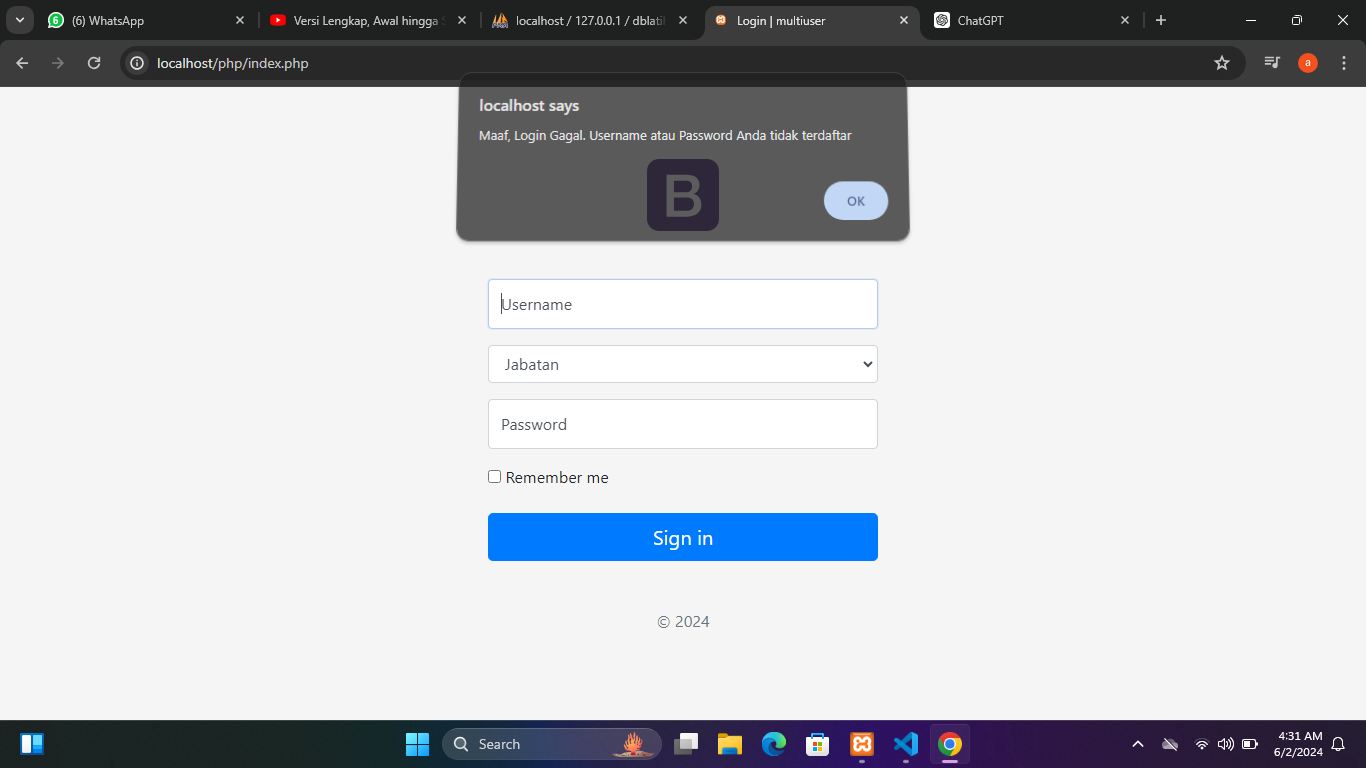 (6) WhatsApp
Versi Lengkap, Awal hingga
localhost / 127.0.0.1 / dblati
Login | multiuser
ChatGPT
localhost/php/index.php
a
localhost says
Maaf, Login Gagal. Username atau Password Anda tidak terdaftar
B
OK
Username
Jabatan
Password
Remember me
Sign in
© 2024
Search
4:31 AM
6/2/2024